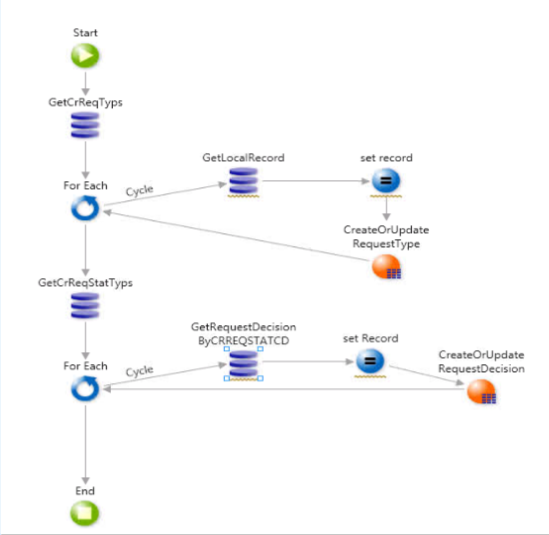 Start
GetCrReqTyps
For Each
Cycle
GetLocalRecord
set record
CreateOrUpdate
RequestType
GetCrReqStatTyps
For Each
Cycle
GetRequestDecision
ByCRREQSTATCD
set Record
CreateOrUpdate
RequestDecision
End